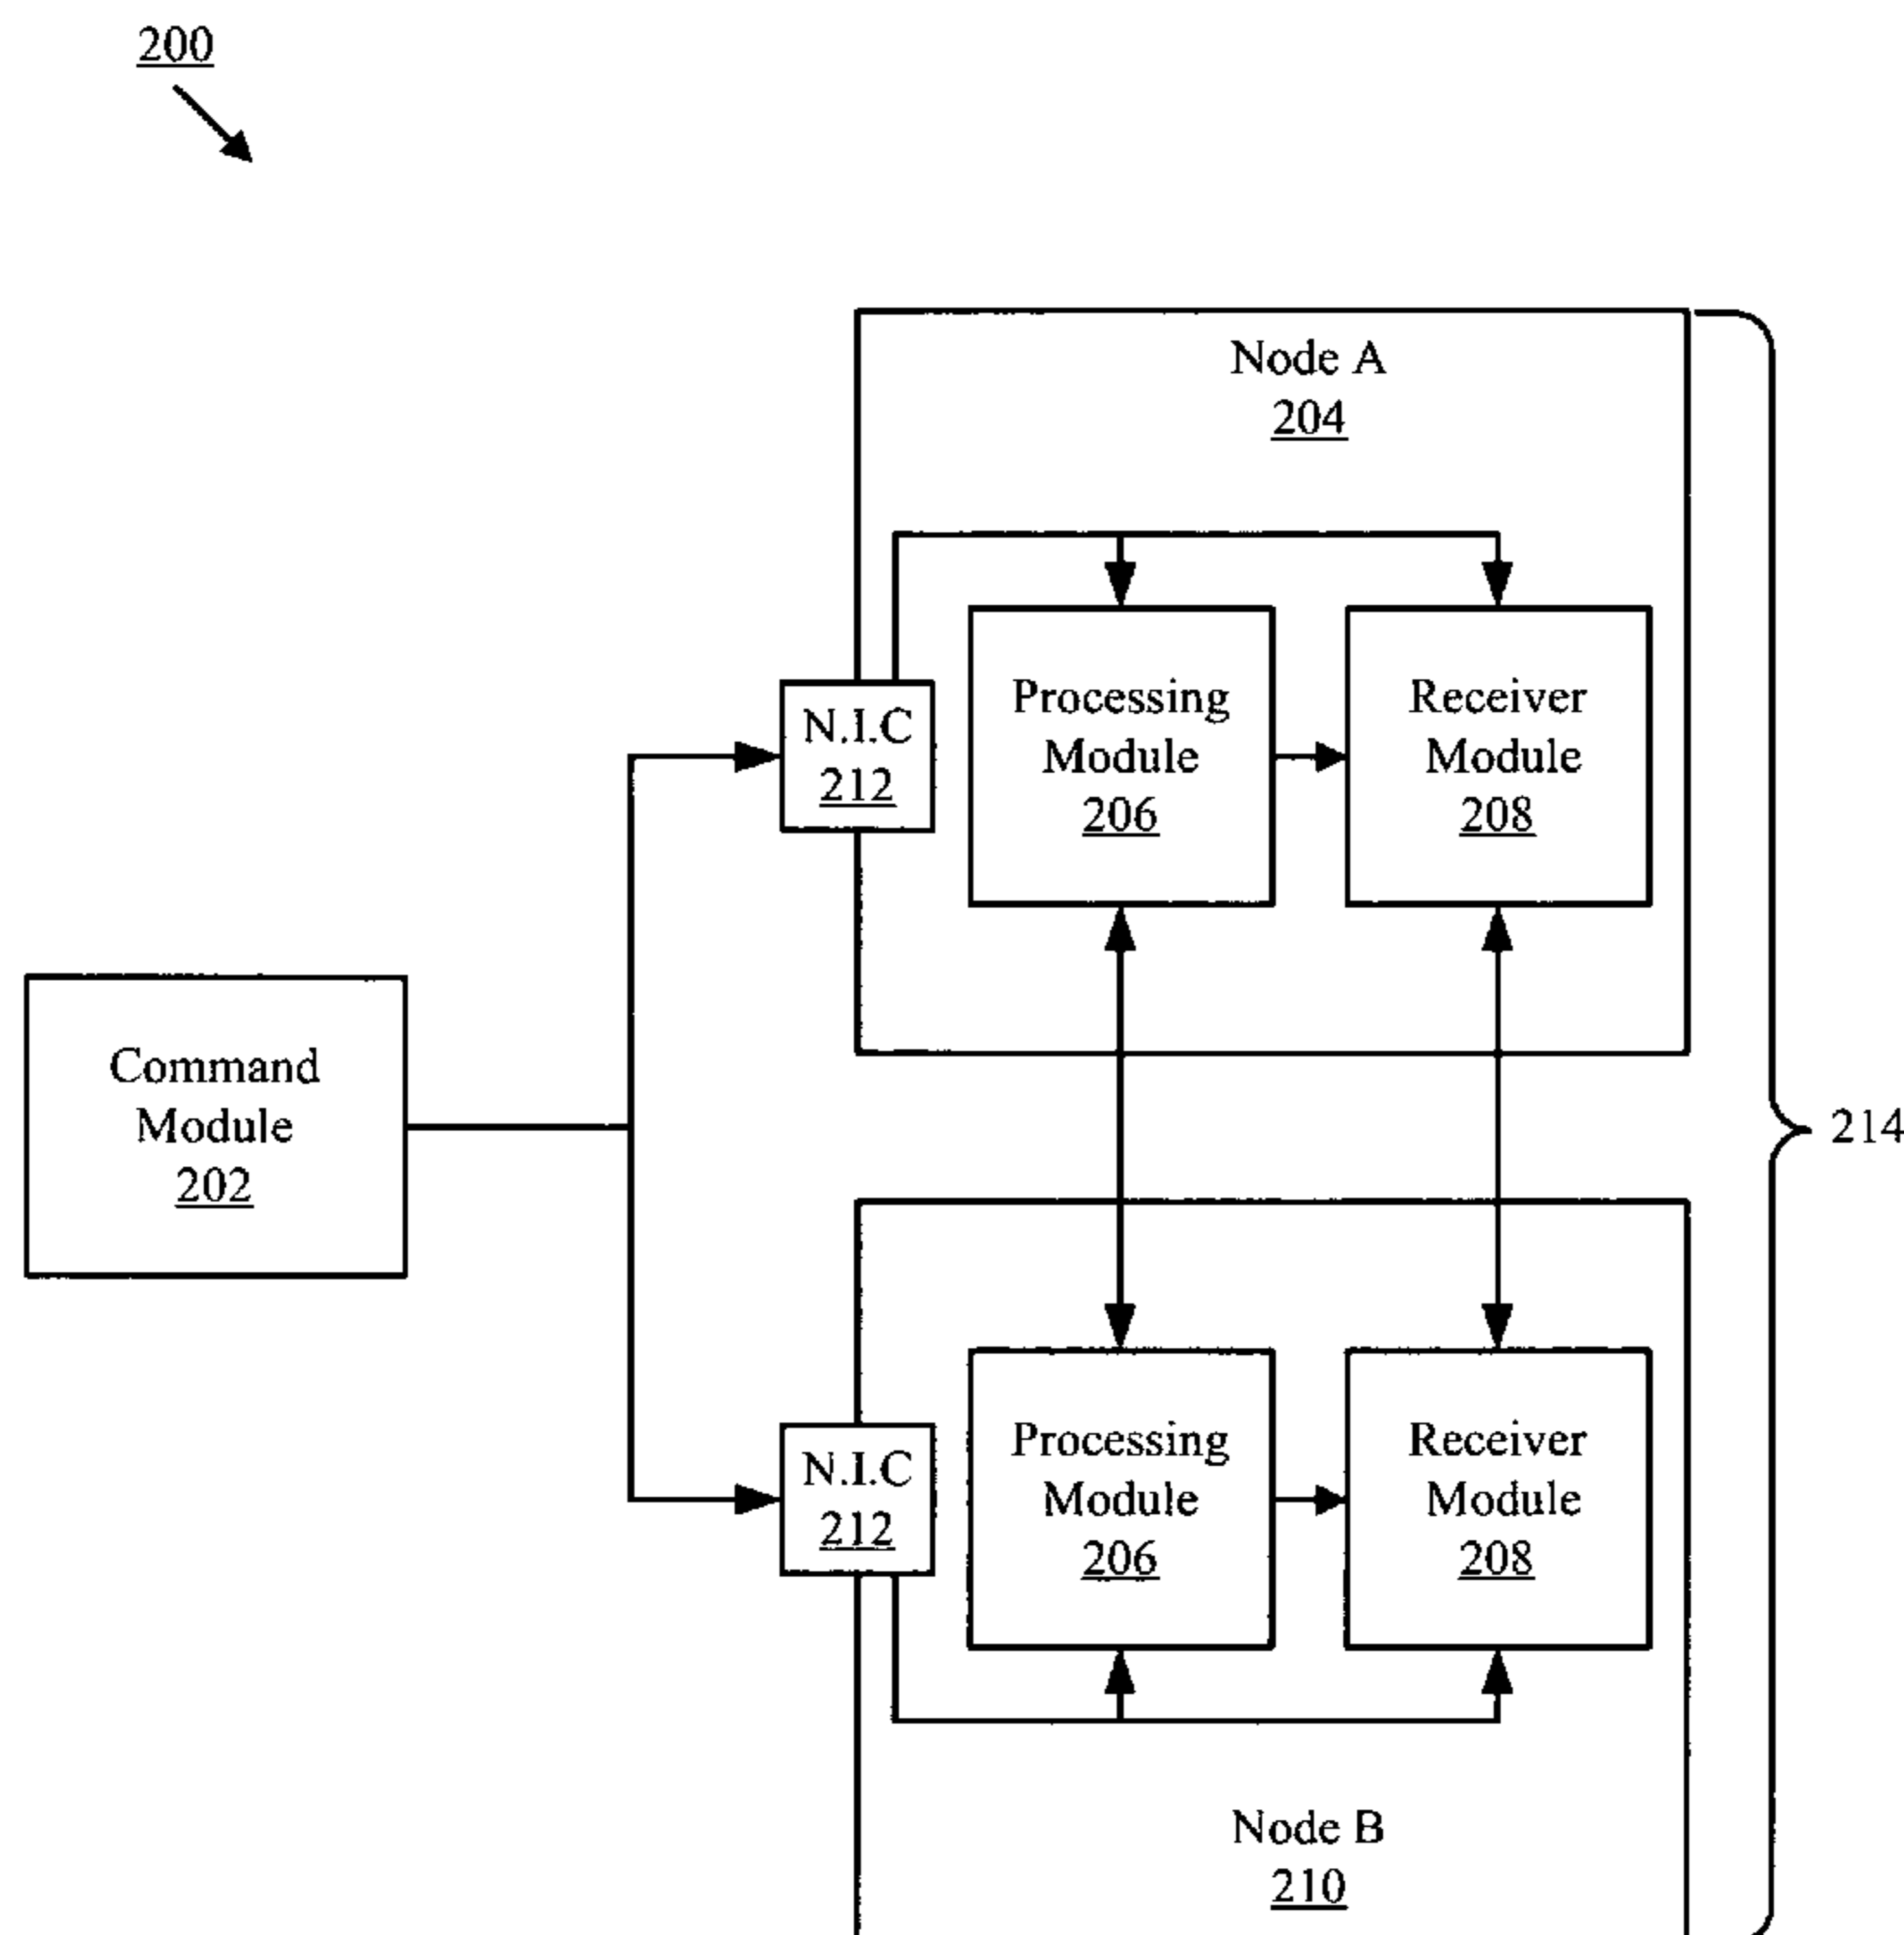 200
Node A
204
N.I.C
212
Processing
Module
206
Receiver
Module
208
Command
Module
202
214
N.I.C
212
Processing
Module
206
Receiver
Module
208
Node B
210